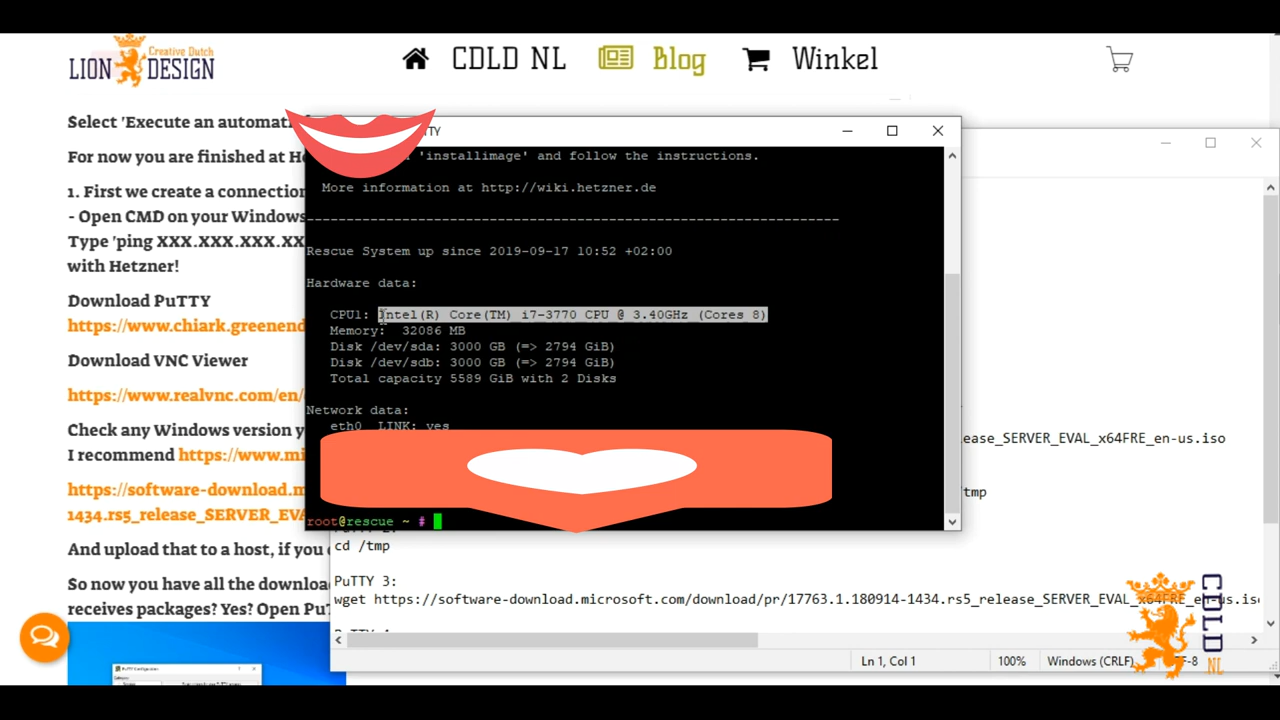 LION DESIGN
Creative Dutch
CDLD NL
Blog
Winkel
Select 'Execute an automati
For now you are finished at He
1. First we create a connection
- Open CMD on your Windows
Type 'ping XXX.XXX.XXX.XX
with Hetzner!
Download PuTTY
https://www.chiark.greenend
Download VNC Viewer
https://www.realvnc.com/en/
Check any Windows version y
I recommend https://www.mi
https://software-download.m
1434.rs5_release_SERVER_EVA
And upload that to a host, if you
So now you have all the downloa
receives packages? Yes? Open PuT
TTY
'installimage' and follow the instructions.
More information at http://wiki.hetzner.de
-------------------------------------------------------------------
Rescue System up since 2019-09-17 10:52 +02:00
Hardware data:
CPU1: Intel(R) Core(TM) i7-3770 CPU @ 3.40GHz (Cores 8)
Memory: 32086 MB
Disk /dev/sda: 3000 GB (=> 2794 GiB)
Disk /dev/sdb: 3000 GB (=> 2794 GiB)
Total capacity 5589 GiB with 2 Disks
Network data:
eth0 LINK: yes
root@rescue ~ #
lease_SERVER_EVAL_x64FRE_en-us.iso
/tmp
cd /tmp
PuTTY 3:
wget https://software-download.microsoft.com/download/pr/17763.1.180914-1434.rs5_release_SERVER_EVAL_x64FRE_en-us.iso
Ln 1, Col 1
100%
Windows (CRLF)
CDLD
NL